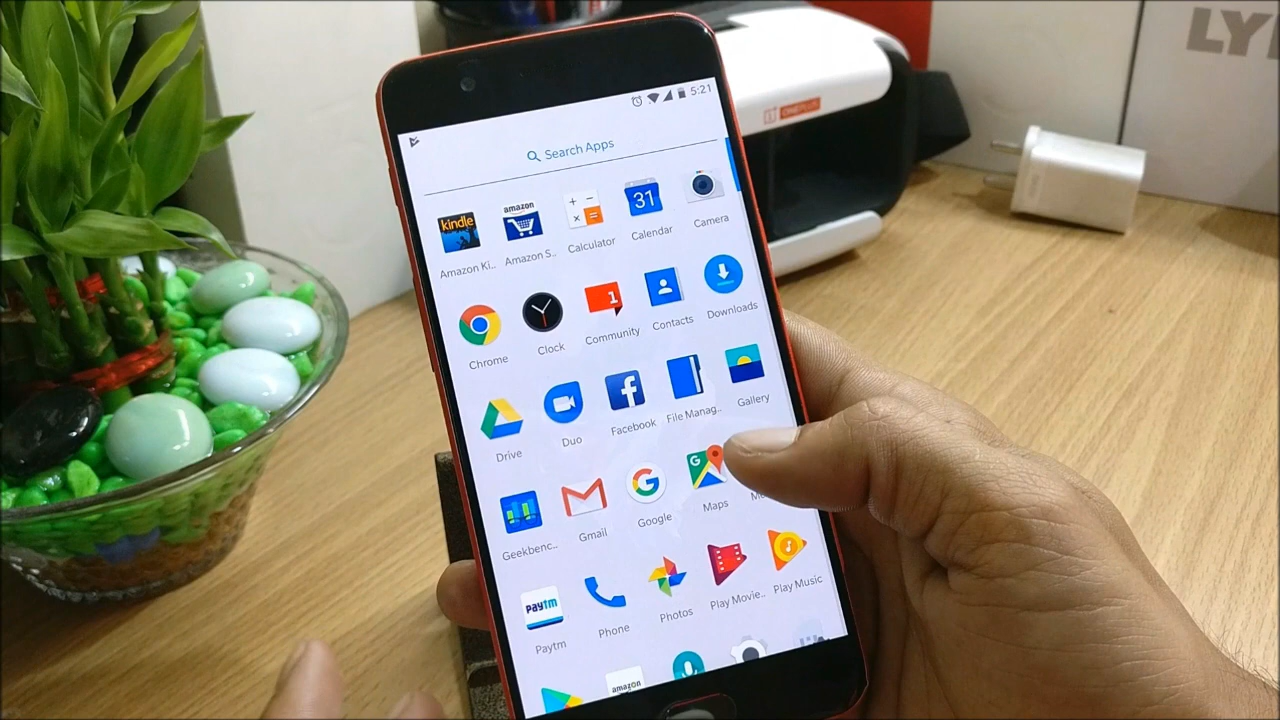 5:21
Search Apps
kindle
amazon
31
Amazon Ki..
Amazon S..
Calculator
Calendar
Camera
1
Chrome
Clock
Community
Contacts
Downloads
Drive
Duo
Facebook
File Manag..
Gallery
G
Geekbenc..
Gmail
Google
Maps
Paytm
Paytm
Phone
Photos
Play Movie..
Play Music
amazon
1 ONEPLUS
LY